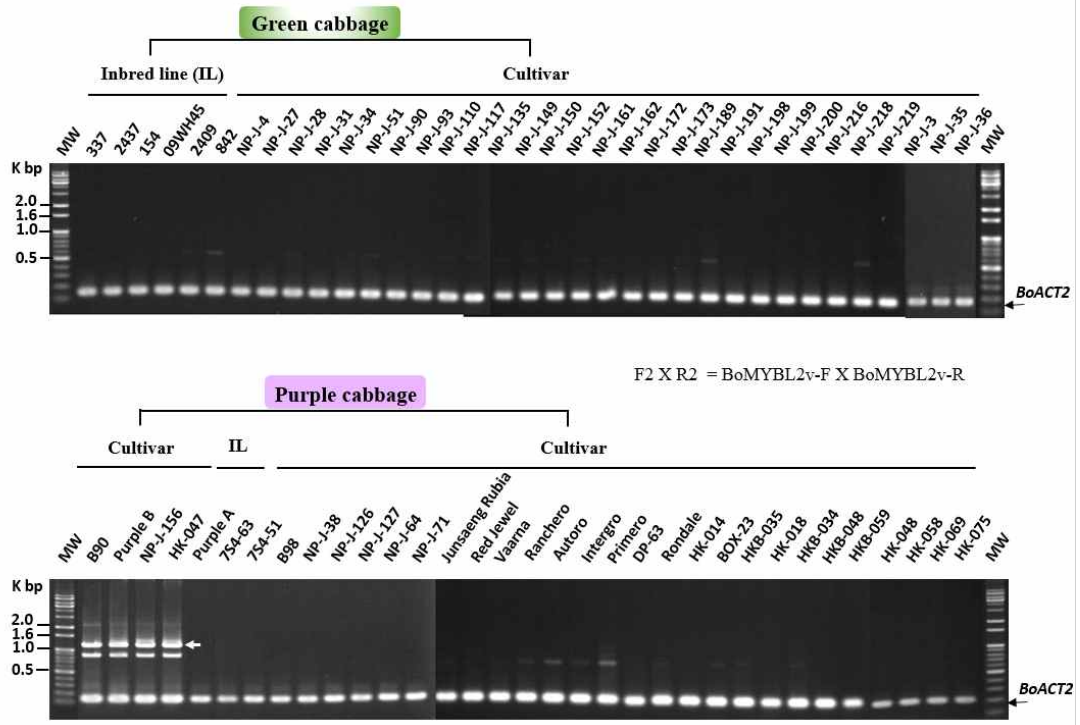 Green cabbage
Inbred line (IL) Cultivar
MW 337 2437 154 09WH45 2409 842 NP-J-4 NP-J-27 NP-J-28 NP-J-31 NP-J-34 NP-J-51 NP-J-90 NP-J-93 NP-J-110 NP-J-117 NP-J-135 NP-J-149 NP-J-150 NP-J-152 NP-J-161 NP-J-162 NP-J-172 NP-J-173 NP-J-189 NP-J-191 NP-J-198 NP-J-199 NP-J-200 NP-J-216 NP-J-218 NP-J-219 NP-J-3 NP-J-35 NP-J-36 MW
K bp
2.0
1.6
1.0
0.5
BoACT2
F2 X R2 = BoMYBL2v-F X BoMYBL2v-R
Purple cabbage
Cultivar IL Cultivar
MW B90 Purple B NP-J-156 HK-047 Purple A 754-63 754-51 B98 NP-J-38 NP-J-126 NP-J-127 NP-J-64 NP-J-71 Junsaeng Rubia Red Jewel Vaarna Ranchero Autoro Intergro Primero DP-63 Rondale HK-014 BOX-23 HKB-035 HK-018 HKB-034 HKB-048 HKB-059 HK-048 HK-058 HK-069 HK-075 MW
K bp
2.0
1.6
1.0
0.5
BoACT2